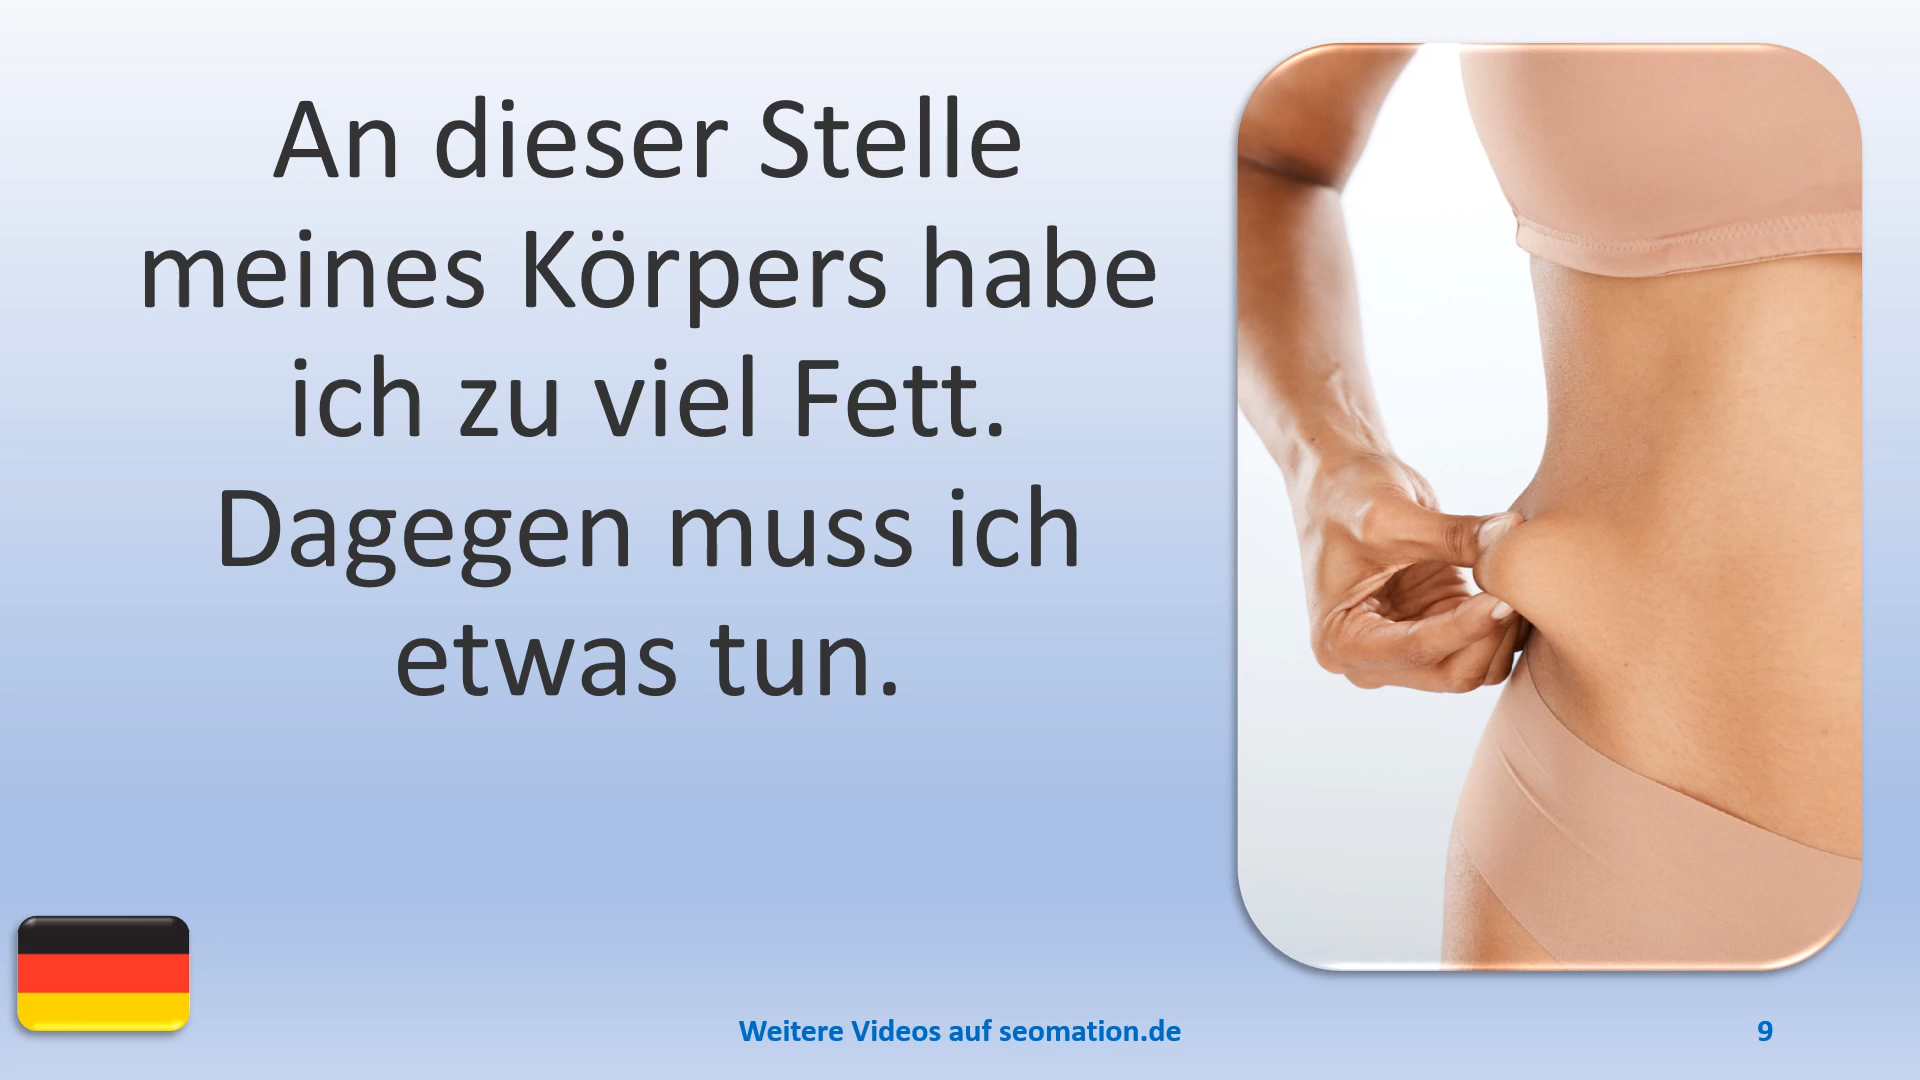 An dieser Stelle
meines Körpers habe
ich zu viel Fett.
Dagegen muss ich
etwas tun.
Weitere Videos auf seomation.de
9